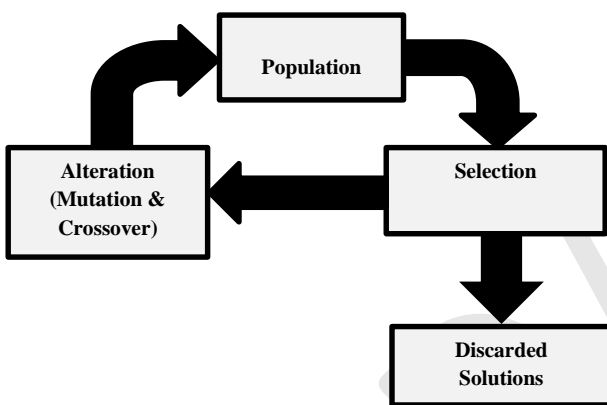 Population
Alteration
(Mutation &
Crossover)
Selection
Discarded
Solutions